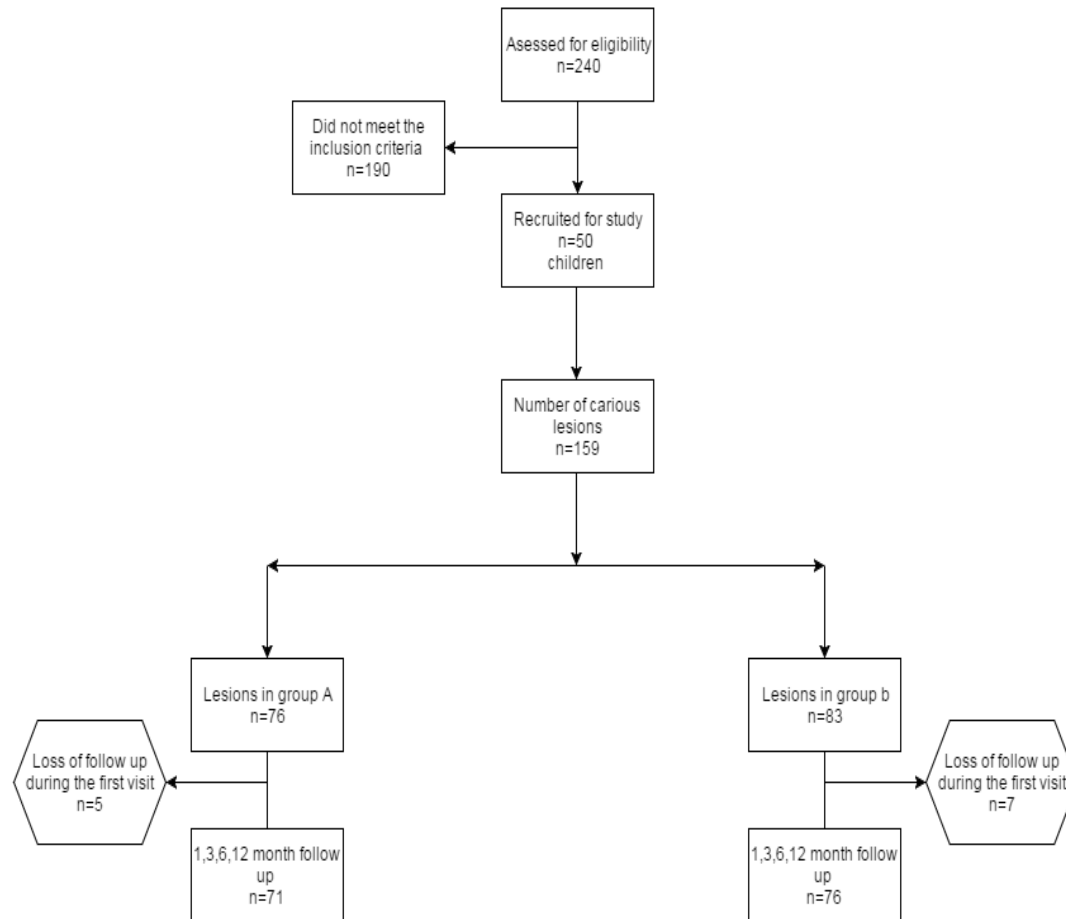 Asessed for eligibility
n=240
Did not meet the
inclusion criteria
n=190
Recruited for study
n=50
children
Number of carious
lesions
n=159
Lesions in group A
n=76
Lesions in group b
n=83
Loss of follow up
during the first visit
n=5
Loss of follow up
during the first visit
n=7
1,3,6,12 month follow
up
n=71
1,3,6,12 month follow
up
n=76